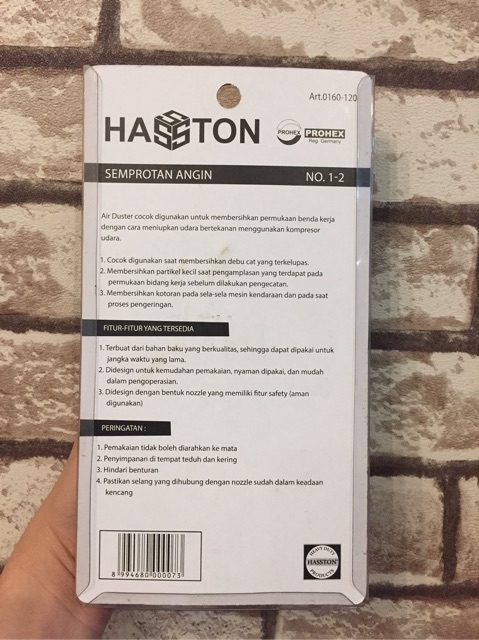 Art.0160-120
HASSTON
PROHEX
PROHEX
Reg. Germany
SEMPROTAN ANGIN NO. 1-2
Air Duster cocok digunakan untuk membersihkan permukaan benda kerja
dengan cara meniupkan udara bertekanan menggunakan kompresor
udara.
1. Cocok digunakan saat membersihkan debu cat yang terkelupas.
2. Membersihkan partikel kecil saat pengamplasan yang terdapat pada
permukaan bidang kerja sebelum dilakukan pengecatan.
3. Membersihkan kotoran pada sela-sela mesin kendaraan dan pada saat
proses pengeringan.
FITUR-FITUR YANG TERSEDIA
1. Terbuat dari bahan baku yang berkualitas, sehingga dapat dipakai untuk
jangka waktu yang lama.
2. Didesign untuk kemudahan pemakaian, nyaman dipakai, dan mudah
dalam pengoperasian.
3. Didesign dengan bentuk nozzle yang memiliki fitur safety (aman
digunakan)
PERINGATAN :
1. Pemakaian tidak boleh diarahkan ke mata
2. Penyimpanan di tempat teduh dan kering
3. Hindari benturan
4. Pastikan selang yang dihubung dengan nozzle sudah dalam keadaan
kencang
8 994680 000073
HEAVY DUTY
HASSTON
PRODUCTS